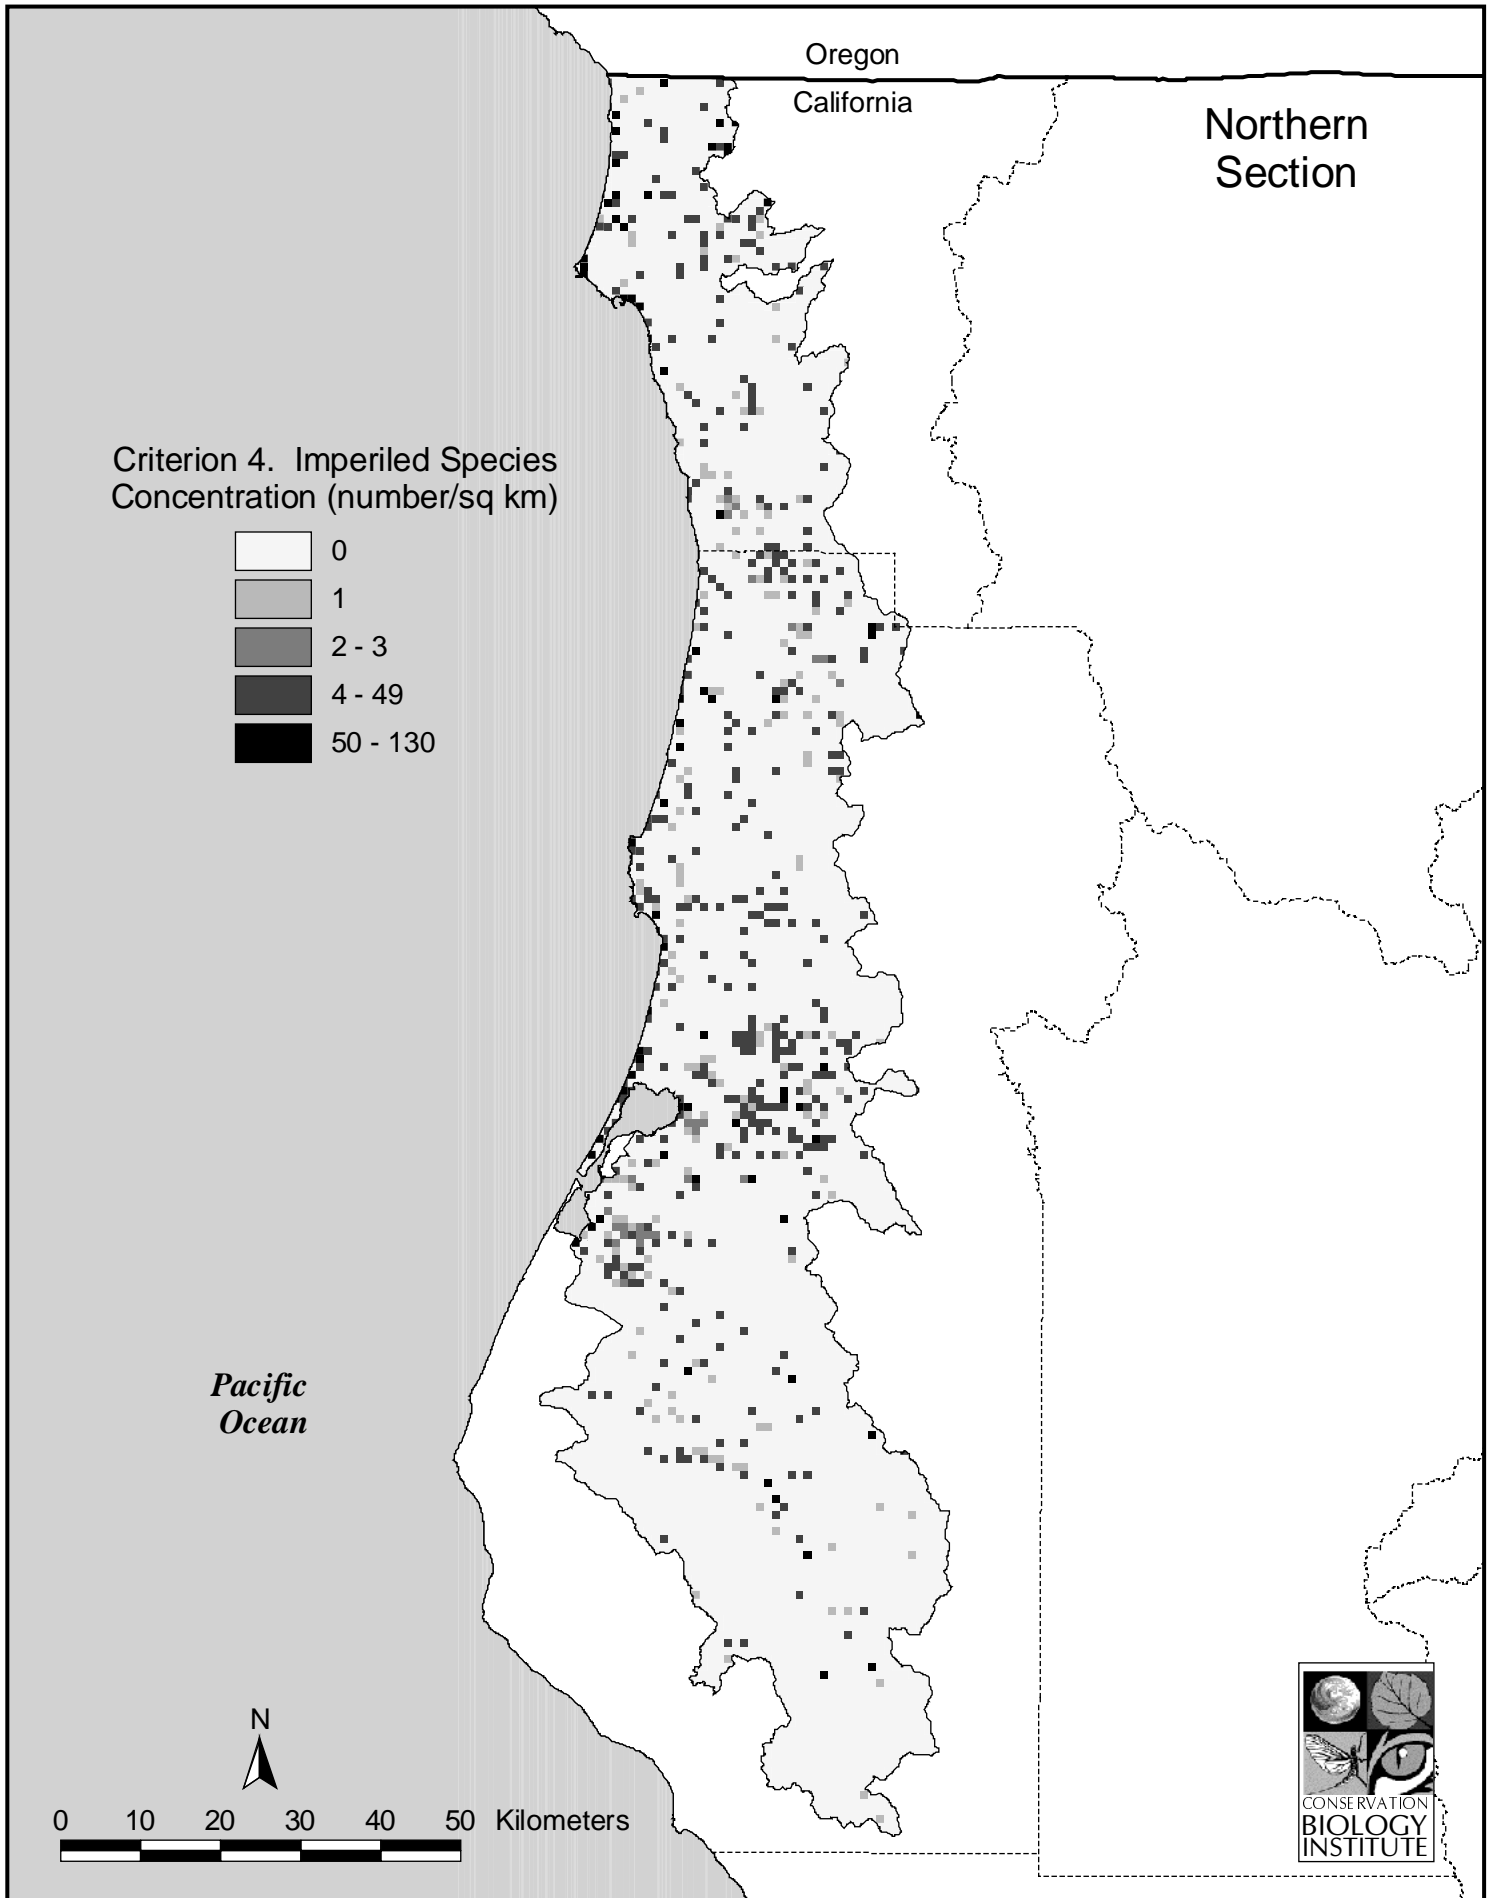 Oregon
California
Northern
Section
Criterion 4. Imperiled Species
Concentration (number/sq km)
0
1
2 - 3
4 - 49
50 - 130
Pacific
Ocean
N
0 10 20 30 40 50 Kilometers
CONSERVATION
BIOLOGY
INSTITUTE